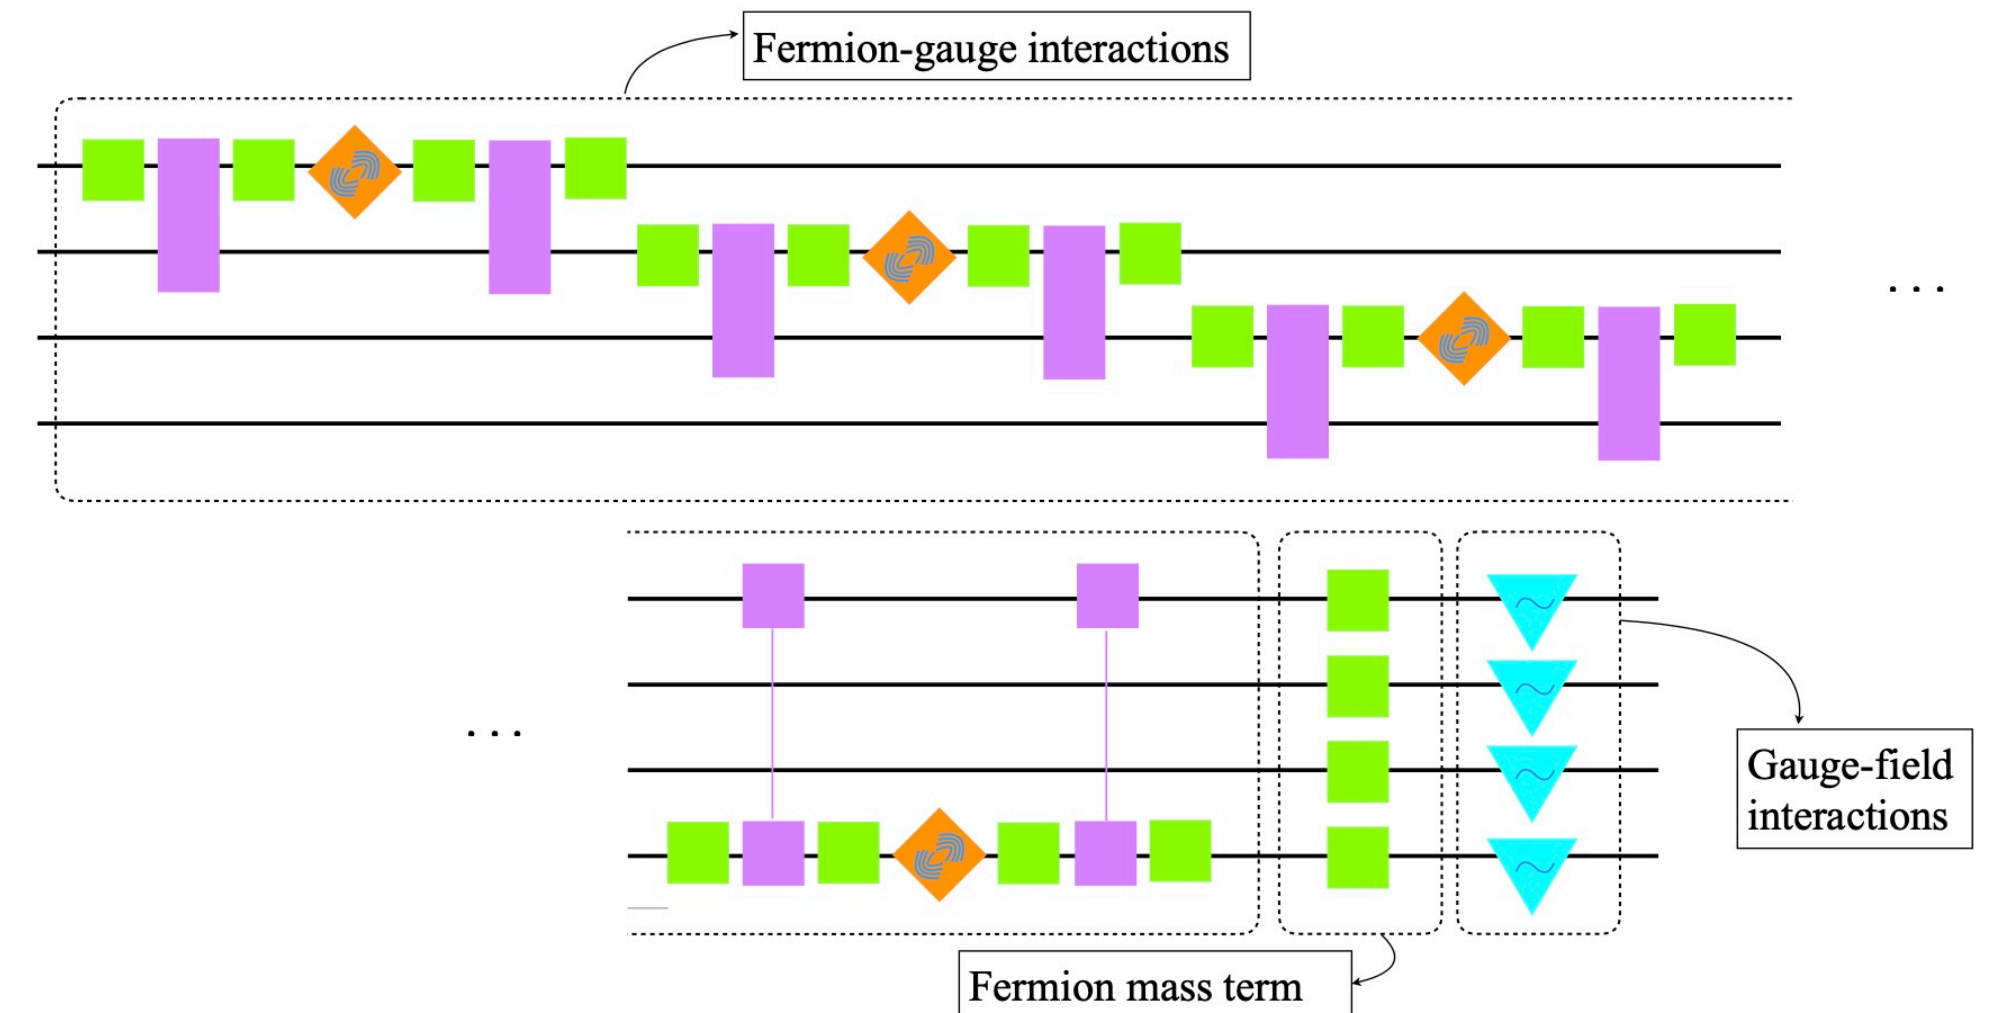 Fermion-gauge interactions
. . .
. . .
Gauge-field
interactions
Fermion mass term